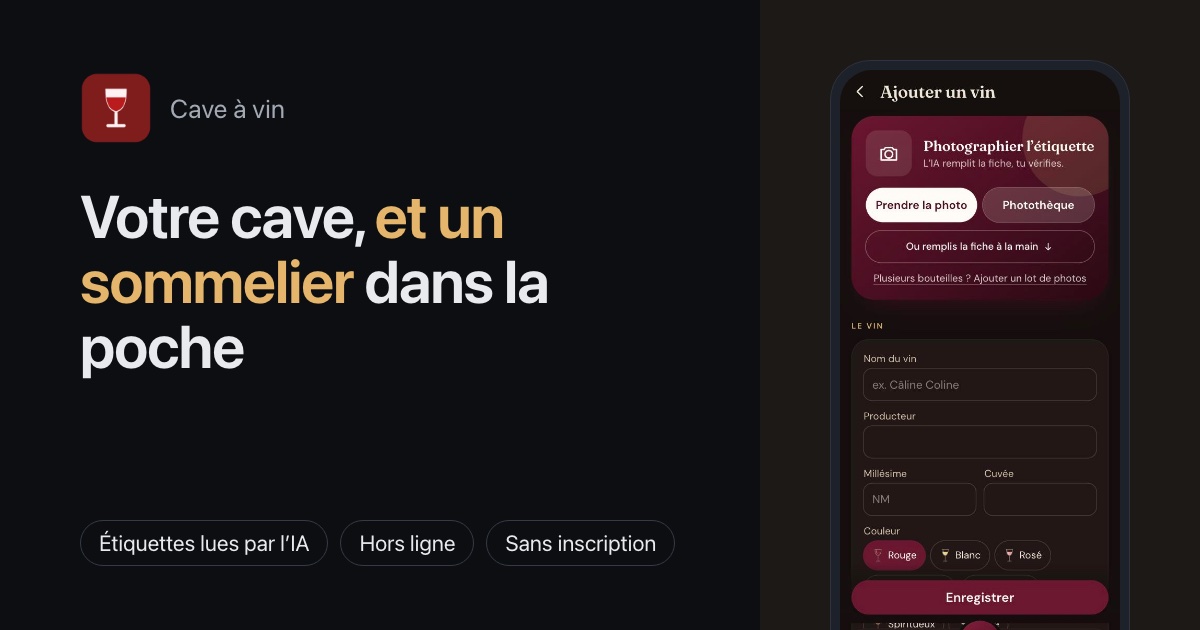 Cave à vin
Votre cave, et un
sommelier dans la
poche
Étiquettes lues par l’IA
Hors ligne
Sans inscription
Ajouter un vin
Photographier l’étiquette
L’IA remplit la fiche, tu vérifies.
Prendre la photo
Photothèque
Ou remplis la fiche à la main ↓
Plusieurs bouteilles ? Ajouter un lot de photos
LE VIN
Nom du vin
ex. Câline Coline
Producteur
Millésime
Cuvée
NM
Couleur
Rouge
Blanc
Rosé
Enregistrer
Spiritueux